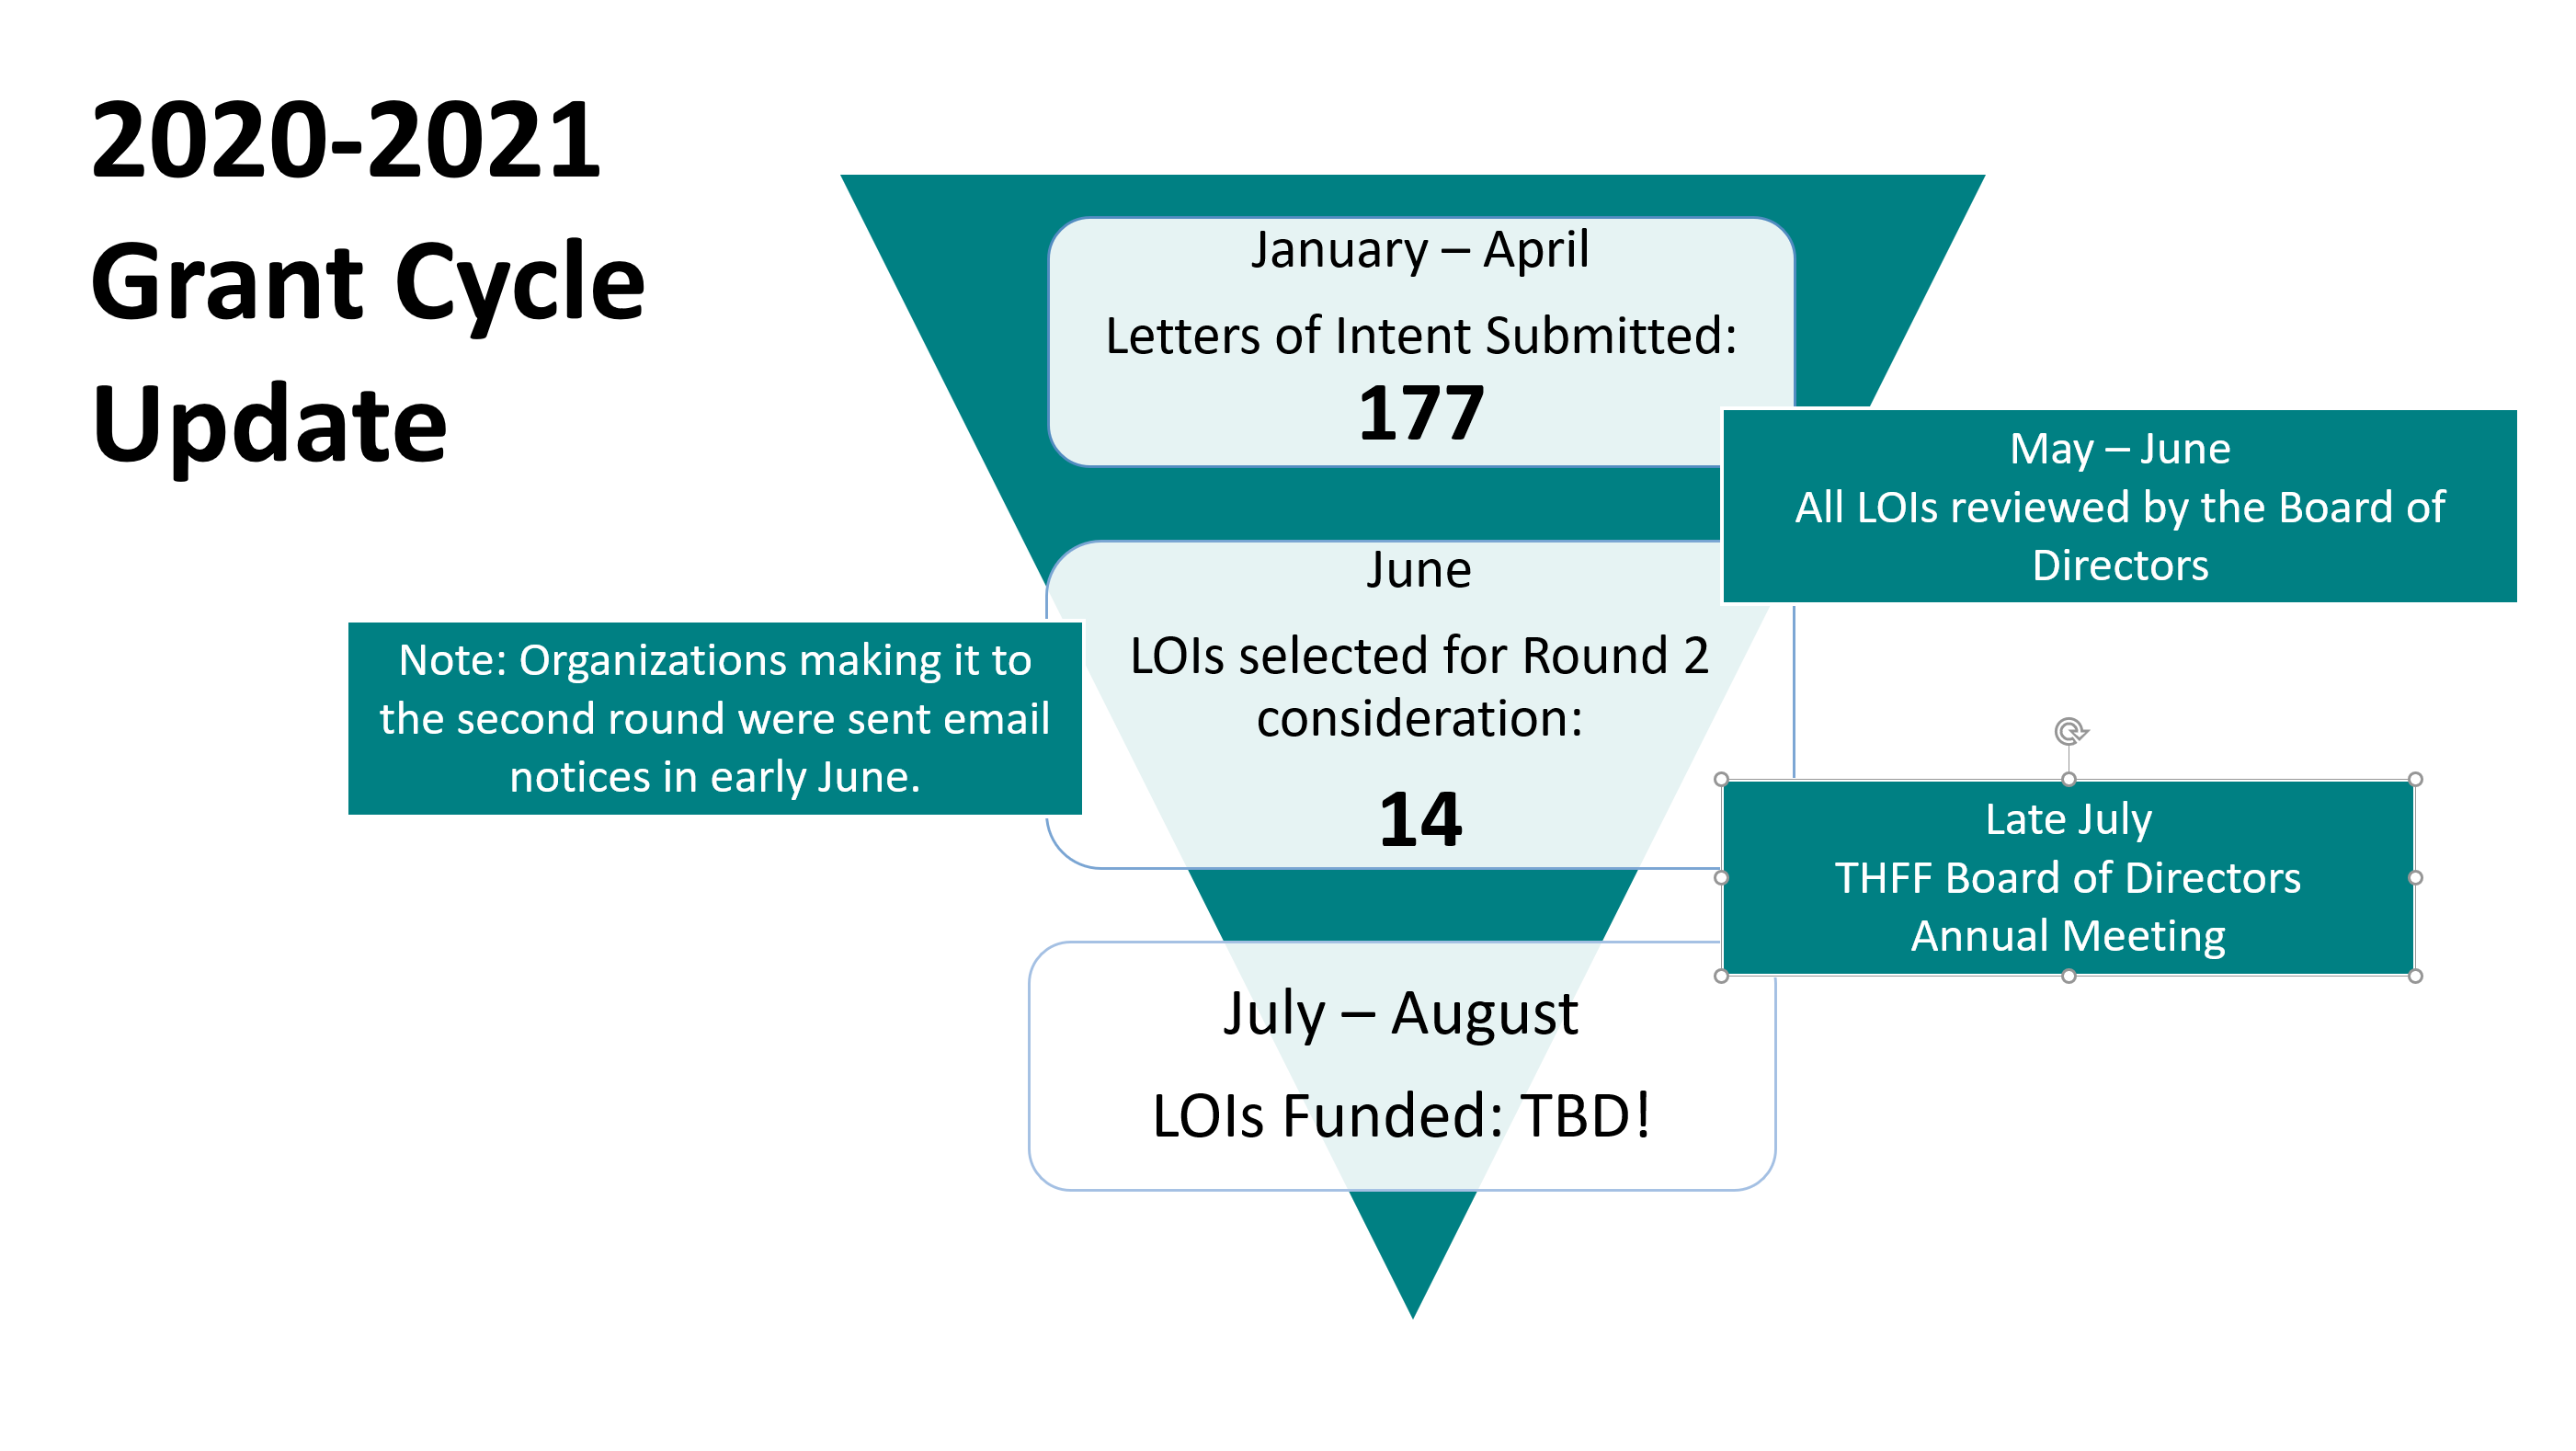 2020-2021
Grant Cycle
Update
January – April
Letters of Intent Submitted:
177
May – June
All LOIs reviewed by the Board of
Directors
June
LOIs selected for Round 2
consideration:
14
Note: Organizations making it to
the second round were sent email
notices in early June.
Late July
THFF Board of Directors
Annual Meeting
July – August
LOIs Funded: TBD!